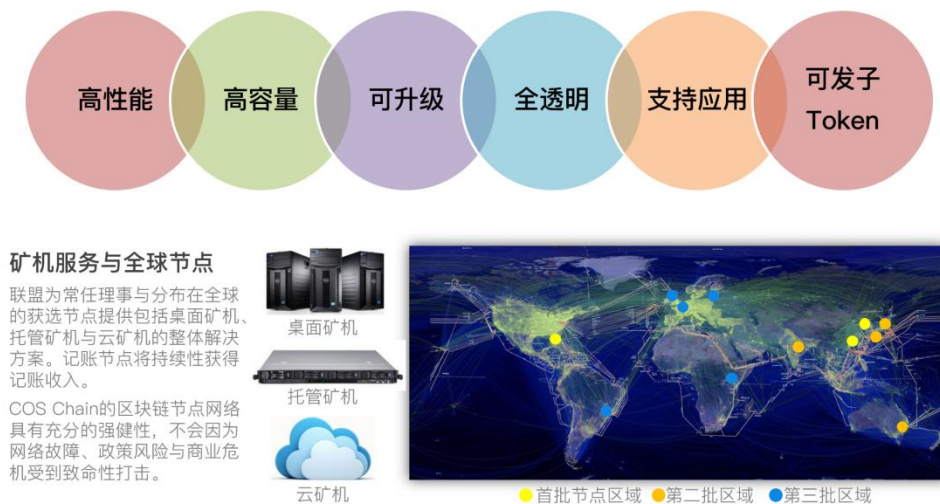 高性能
高容量
可升级
全透明
支持应用
可发子
Token
矿机服务与全球节点
联盟为常任理事与分布在全球
的获选节点提供包括桌面矿机、
托管矿机与云矿机的整体解决
方案。记账节点将持续性获得
记账收入。
COS Chain的区块链节点网络
具有充分的强健性，不会因为
网络故障、政策风险与商业危
机受到致命性打击。
桌面矿机
托管矿机
云矿机
首批节点区域
第二批区域
第三批区域